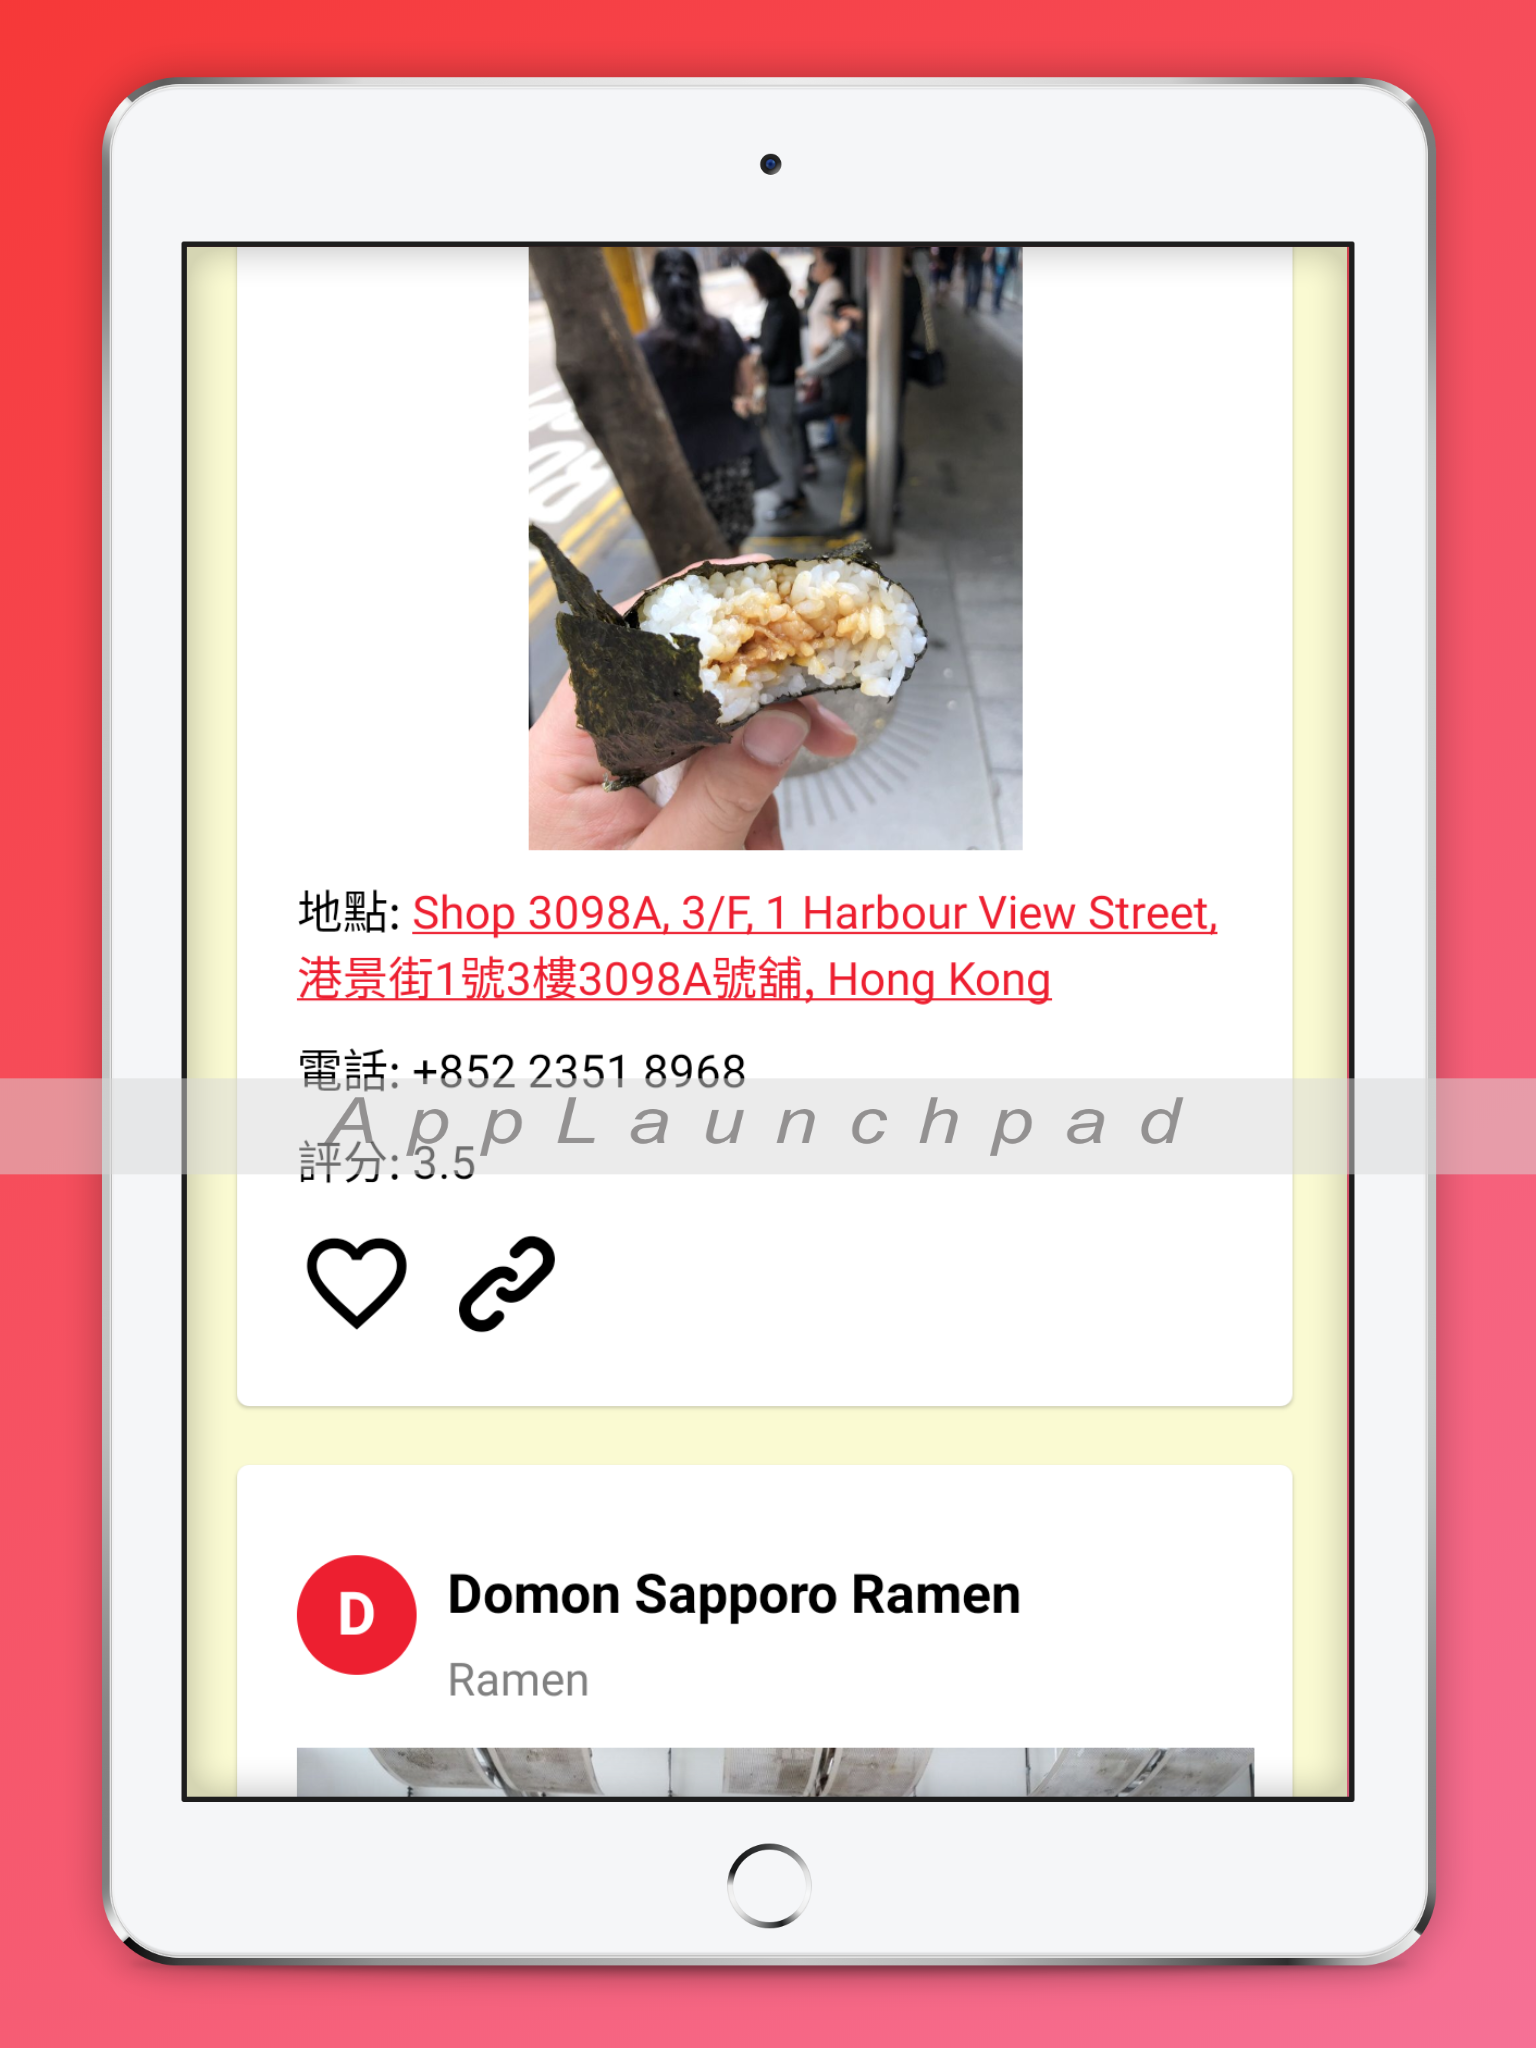 地點: Shop 3098A, 3/F, 1 Harbour View Street,
港景街1號3樓3098A號舖, Hong Kong
電話: +852 2351 8968
AppLaunchpad
評分: 3.5
D
Domon Sapporo Ramen
Ramen